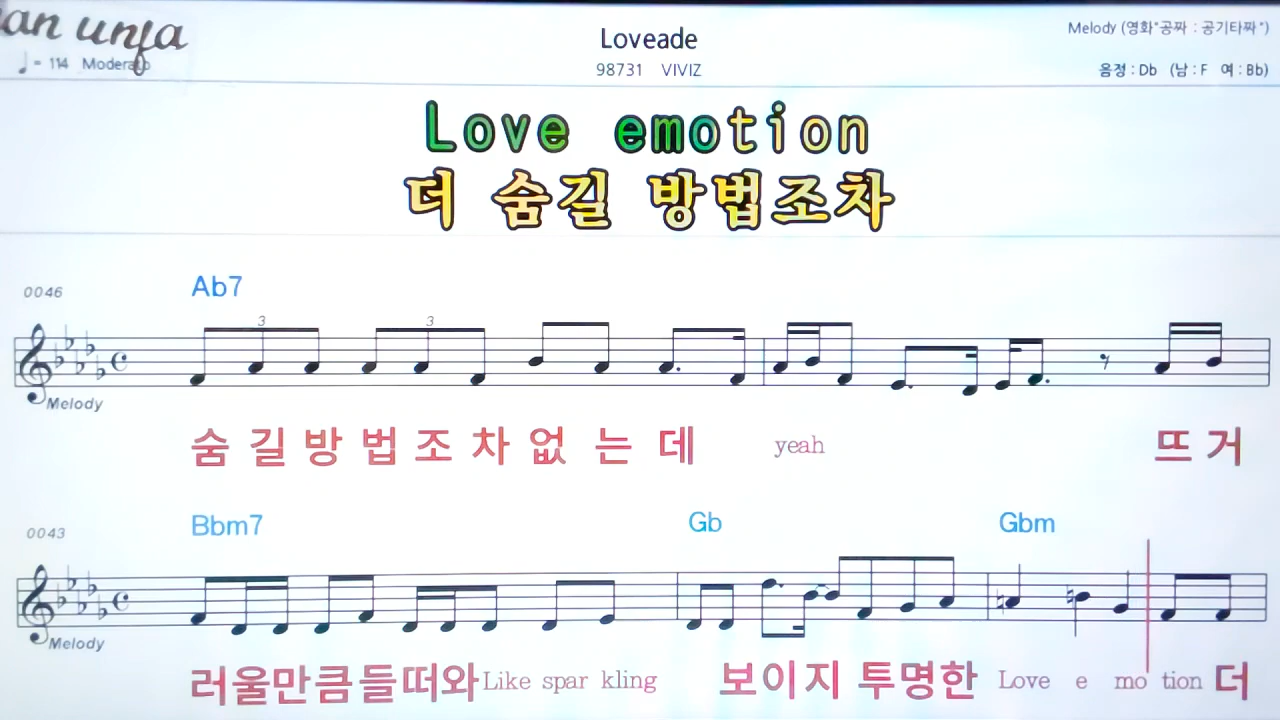 Loveade
Melody (영화"공짜 : 공기타짜")
♩= 114 Moderato
98731 VIVIZ
음정 : Db (남 : F 여 : Bb)
Love emotion
더 숨길 방법조차
0046
Ab7
3 3
Melody
숨 길 방 법 조 차 없 는 데 yeah 뜨 거
0043
Bbm7 Gb Gbm
Melody
러울만큼들떠와 Like spar kling 보이지 투명한 Love e mo tion 더